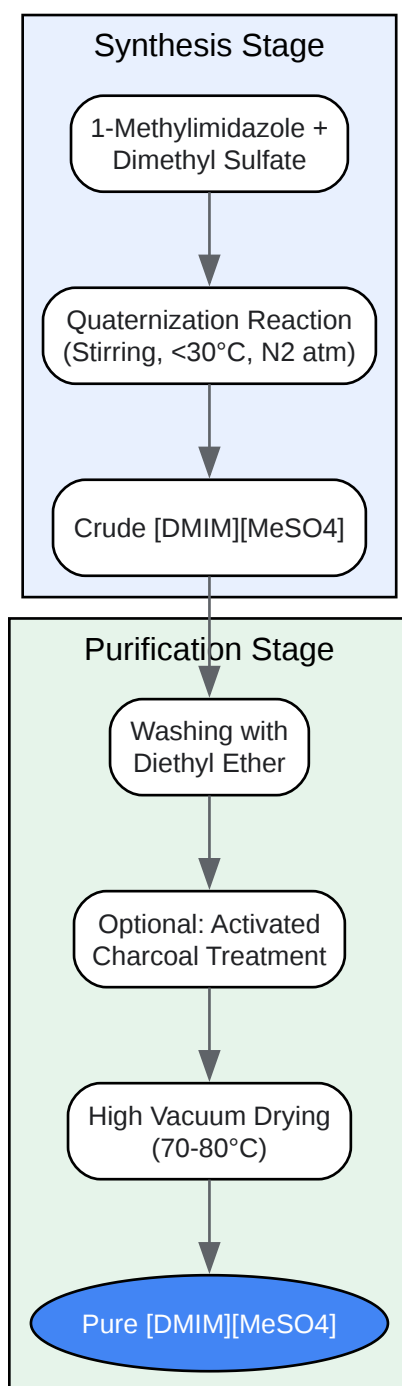 Synthesis Stage
1-Methylimidazole +
Dimethyl Sulfate
Quaternization Reaction
(Stirring, <30°C, N2 atm)
Crude [DMIM][MeSO4]
Purification Stage
Washing with
Diethyl Ether
Optional: Activated
Charcoal Treatment
High Vacuum Drying
(70-80°C)
Pure [DMIM][MeSO4]